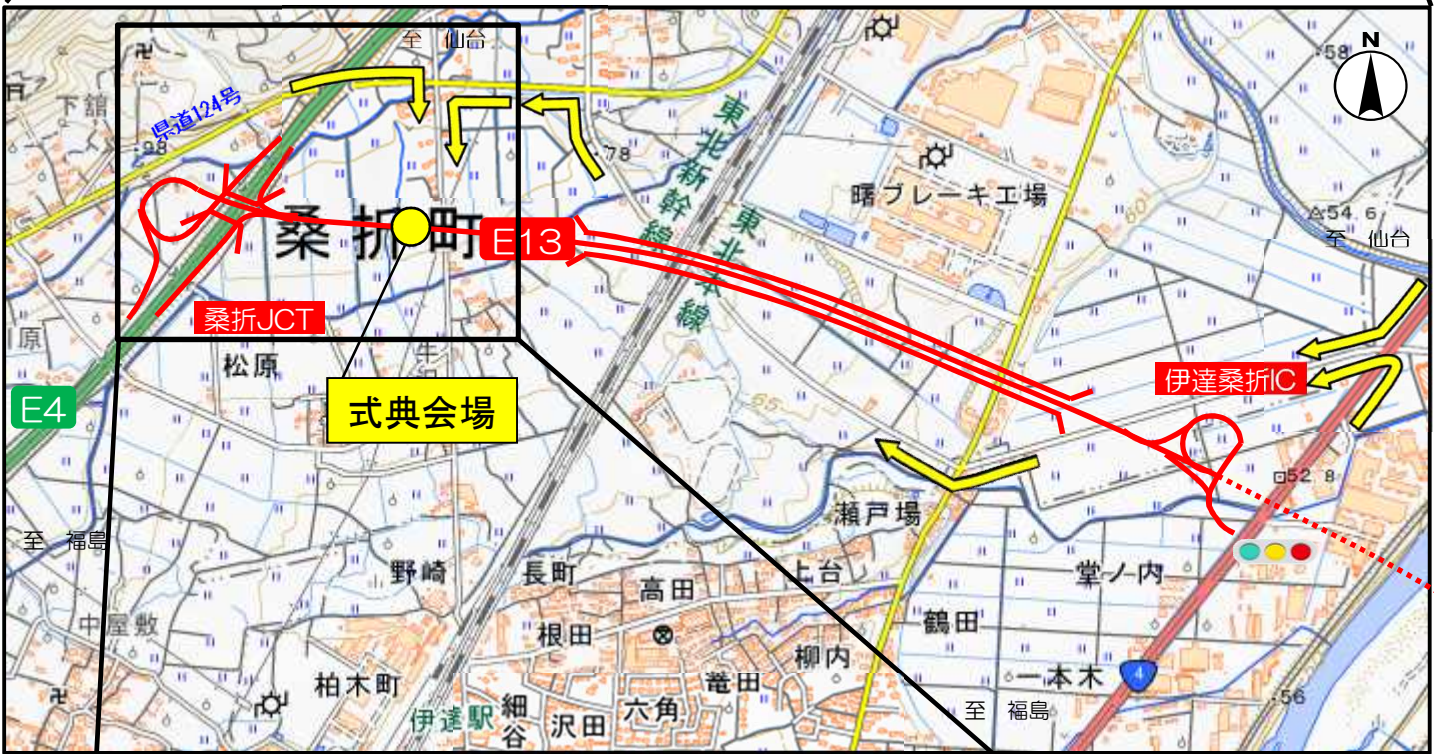 至 仙台
N
58
下舘
県道124号
東北新幹線
98
78
曙ブレーキ工場
60
54.6
至 仙台
東北本線
桑折町
E13
桑折JCT
松原
伊達桑折IC
E4
式典会場
65
52.8
瀬戸場
至 福島
野崎
長町
上台
堂ノ内
高田
中屋敷
根田
鶴田
柳内
柏木町
竜田
一本木
4
伊達駅
細谷
沢田
六角
至 福島
56